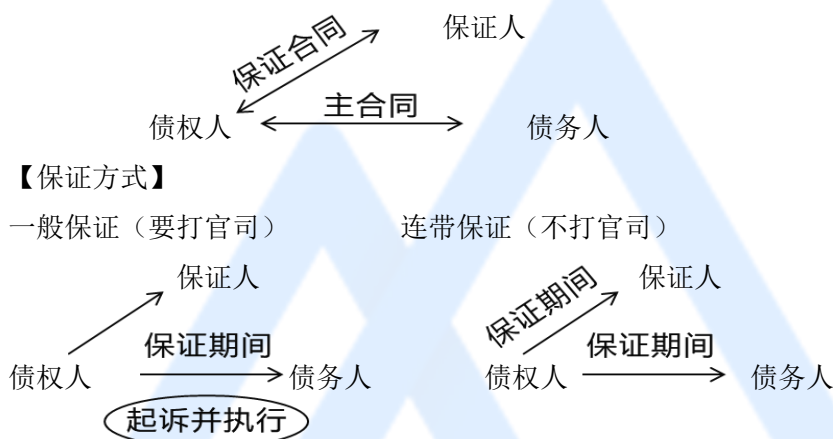 保证人
保证合同
主合同
债权人 债务人
【保证方式】
一般保证（要打官司） 连带保证（不打官司）
保证人 保证期间 保证人
保证期间 保证期间
债权人 债务人 债权人 债务人
起诉并执行